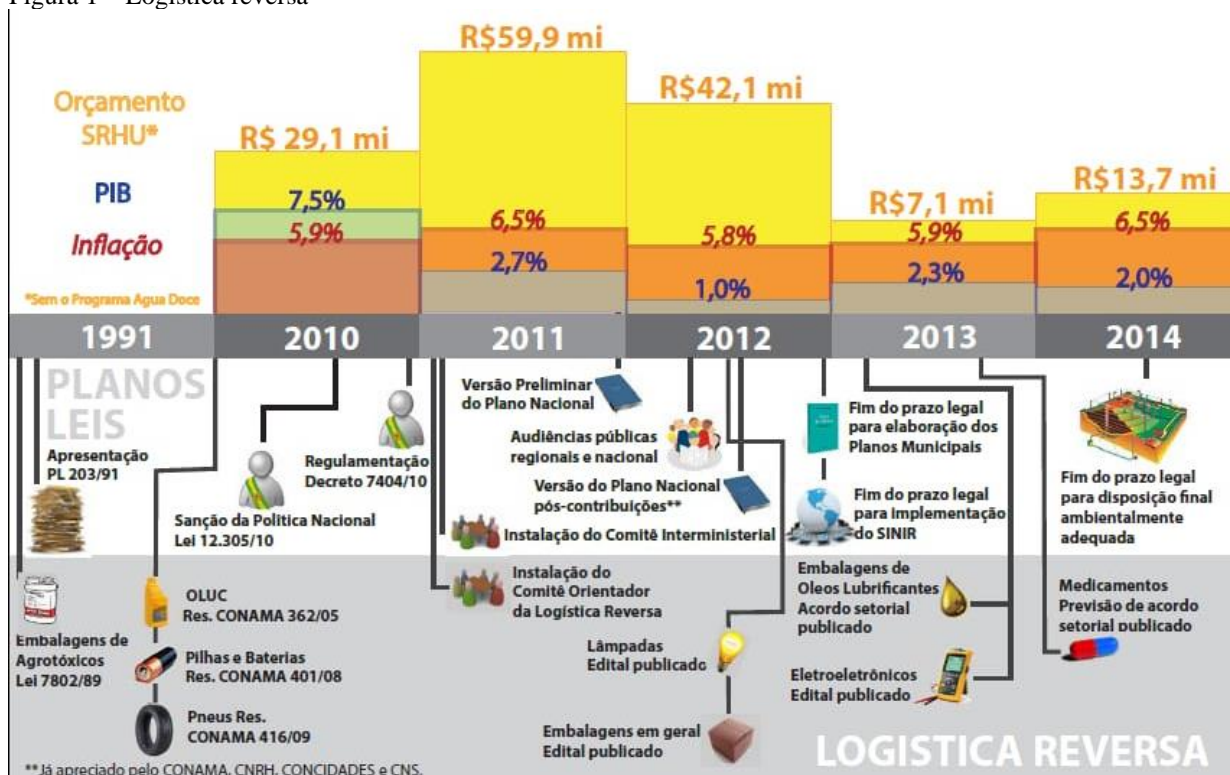 Figura 1 – Logística reversa
R$59,9 mi
R$42,1 mi
Orçamento
SRHU*
R$ 29,1 mi
R$13,7 mi
R$7,1 mi
PIB
7,5%
Inflação
5,9%
6,5%
5,8%
5,9%
6,5%
2,7%
1,0%
2,3%
2,0%
*Sem o Programa Agua Doce
1991
2010
2011
2012
2013
2014
PLANOS
LEIS
Apresentação
PL 203/91
Sanção da Politica Nacional
Lei 12.305/10
Regulamentação
Decreto 7404/10
Versão Preliminar
do Plano Nacional
Audiências públicas
regionais e nacional
Versão do Plano Nacional
pós-contribuições**
Instalação do Comitê Interministerial
Fim do prazo legal
para elaboração dos
Planos Municipais
Fim do prazo legal
para implementação
do SINIR
Fim do prazo legal
para disposição final
ambientalmente
adequada
Embalagens de
Agrotóxicos
Lei 7802/89
OLUC
Res. CONAMA 362/05
Pilhas e Baterias
Res. CONAMA 401/08
Pneus Res.
CONAMA 416/09
Instalação do
Comitê Orientador
da Logística Reversa
Lâmpadas
Edital publicado
Embalagens em geral
Edital publicado
Embalagens de
Oleos Lubrificantes
Acordo setorial
publicado
Eletroeletrônicos
Edital publicado
Medicamentos
Previsão de acordo
setorial publicado
LOGISTICA REVERSA
**Já apreciado pelo CONAMA, CNRH, CONCIDADES e CNS.